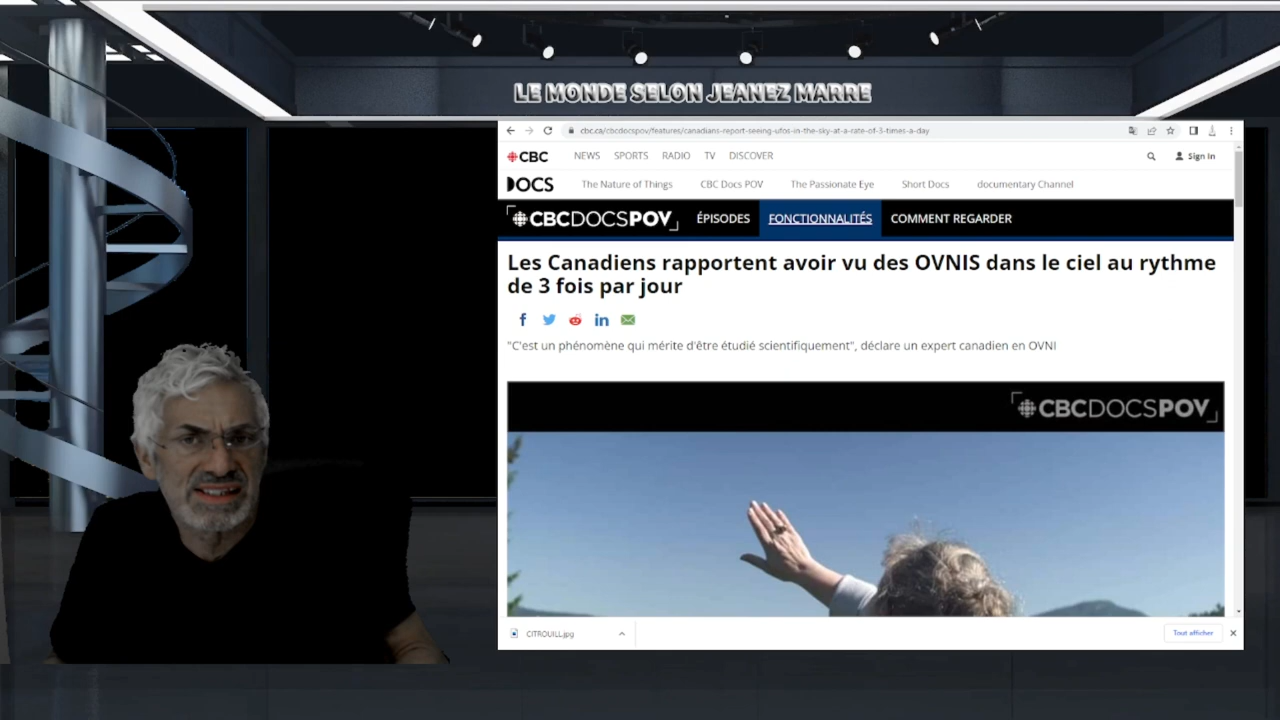 LE MONDE SELON JEANEZ MARRE
cbc.ca/cbcdocspov/features/canadians-report-seeing-ufos-in-the-sky-at-a-rate-of-3-times-a-day
CBC NEWS SPORTS RADIO TV DISCOVER Sign In
DOCS The Nature of Things CBC Docs POV The Passionate Eye Short Docs documentary Channel
CBCDOCSPOV ÉPISODES FONCTIONNALITÉS COMMENT REGARDER
Les Canadiens rapportent avoir vu des OVNIS dans le ciel au rythme
de 3 fois par jour
"C'est un phénomène qui mérite d'être étudié scientifiquement", déclare un expert canadien en OVNI
CBCDOCSPOV
CITROUILL.jpg Tout afficher